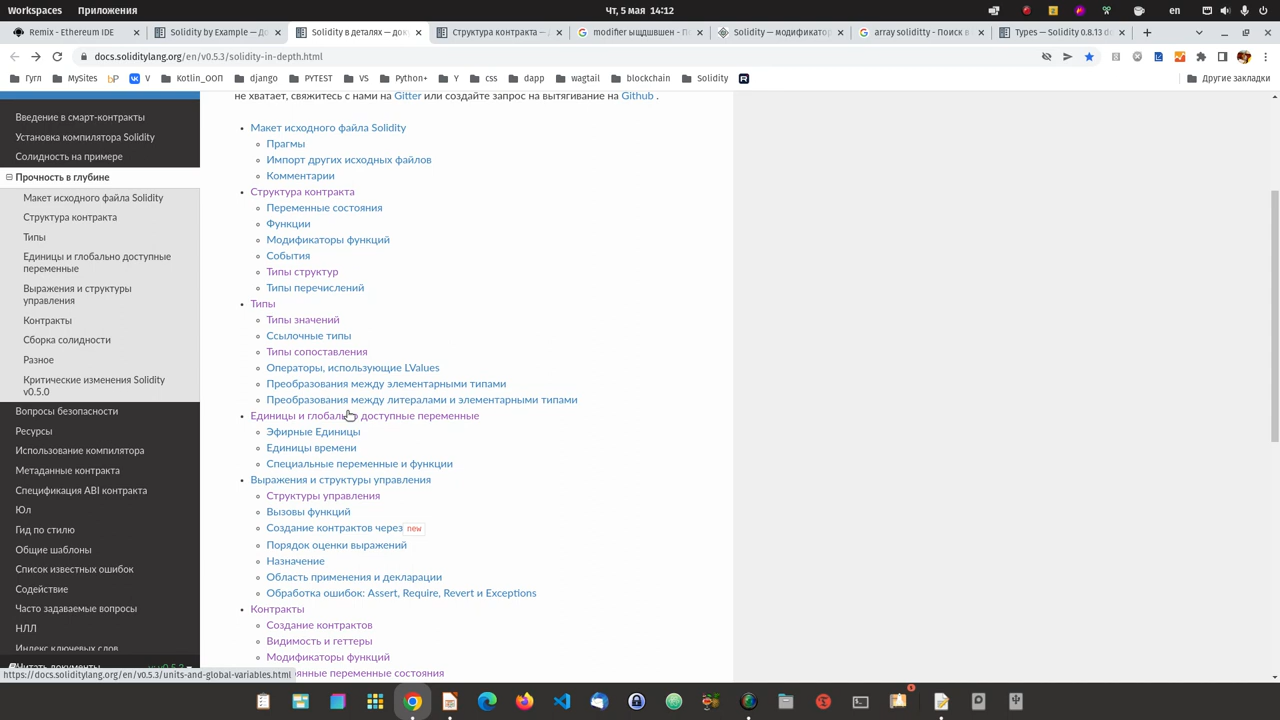 Workspaces Приложения Чт, 5 мая 14:12 en
Remix - Ethereum IDE
Solidity by Example — До
Solidity в деталях — док
Структура контракта — Д
modifier ыщдшвшен - П
Solidity — модификатор
array soliditty - Поиск в
Types — Solidity 0.8.13 do
docs.soliditylang.org/en/v0.5.3/solidity-in-depth.html
Гугл MySites V Kotlin_ООП django PYTEST VS Python+ Y css dapp wagtail blockchain Solidity Другие закладки
Введение в смарт-контракты
Установка компилятора Solidity
Солидность на примере
Прочность в глубине
Макет исходного файла Solidity
Структура контракта
Типы
Единицы и глобально доступные
переменные
Выражения и структуры
управления
Контракты
Сборка солидности
Разное
Критические изменения Solidity
v0.5.0
Вопросы безопасности
Ресурсы
Использование компилятора
Метаданные контракта
Спецификация ABI контракта
Юл
Гид по стилю
Общие шаблоны
Список известных ошибок
Содействие
Часто задаваемые вопросы
НЛЛ
Индекс ключевых слов
Читать документы
не хватает, свяжитесь с нами на Gitter или создайте запрос на вытягивание на Github .
Макет исходного файла Solidity
Прагмы
Импорт других исходных файлов
Комментарии
Структура контракта
Переменные состояния
Функции
Модификаторы функций
События
Типы структур
Типы перечислений
Типы
Типы значений
Ссылочные типы
Типы сопоставления
Операторы, использующие LValues
Преобразования между элементарными типами
Преобразования между литералами и элементарными типами
Единицы и глобально доступные переменные
Эфирные Единицы
Единицы времени
Специальные переменные и функции
Выражения и структуры управления
Структуры управления
Вызовы функций
Создание контрактов через new
Порядок оценки выражений
Назначение
Область применения и декларации
Обработка ошибок: Assert, Require, Revert и Exceptions
Контракты
Создание контрактов
Видимость и геттеры
Модификаторы функций
переменные состояния
https://docs.soliditylang.org/en/v0.5.3/units-and-global-variables.html